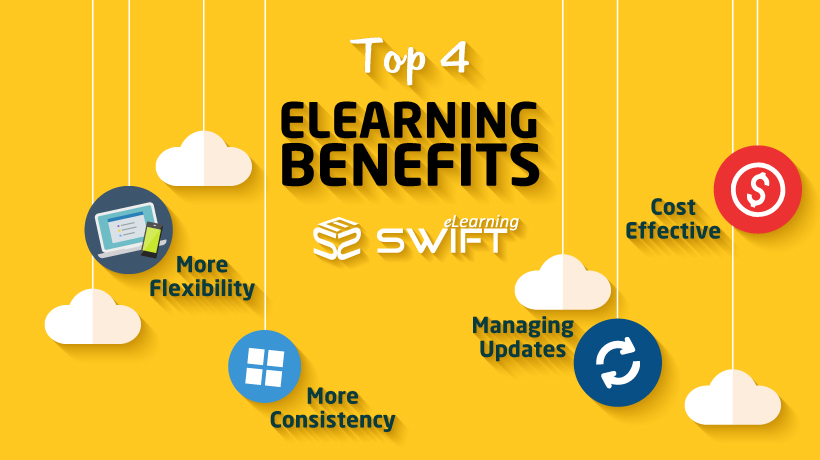 Top 4
ELEARNING
BENEFITS
eLearning
SWIFT
More
Flexibility
More
Consistency
Managing
Updates
Cost
Effective
$